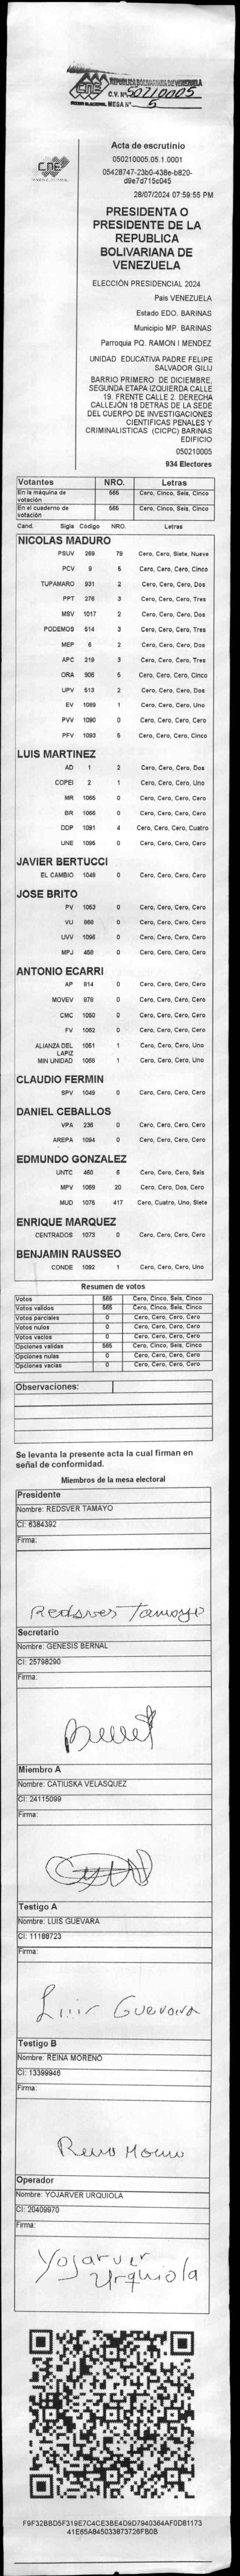 CNE
REPÚBLICA BOLIVARIANA DE VENEZUELA
C.V. Nº 50210005
MESA Nº 5
CNE
Acta de escrutinio
050210005.05.1.0001
05428747-23b0-438e-b820-
d9e7d715c045
28/07/2024 07:59:55 PM
PRESIDENTA O
PRESIDENTE DE LA
REPUBLICA
BOLIVARIANA DE
VENEZUELA
ELECCIÓN PRESIDENCIAL 2024
País VENEZUELA
Estado EDO. BARINAS
Municipio MP. BARINAS
Parroquia PQ. RAMON I MENDEZ
UNIDAD EDUCATIVA PADRE FELIPE
SALVADOR GILIJ
BARRIO PRIMERO DE DICIEMBRE.
SEGUNDA ETAPA IZQUIERDA CALLE
19. FRENTE CALLE 2. DERECHA
CALLEJÓN 18 DETRAS DE LA SEDE
DEL CUERPO DE INVESTIGACIONES
CIENTIFICAS PENALES Y
CRIMINALISTICAS (CICPC) BARINAS
EDIFICIO
050210005
934 Electores
Votantes NRO. Letras
En la máquina de votación 565 Cero, Cinco, Seis, Cinco
En el cuaderno de votación 565 Cero, Cinco, Seis, Cinco
Cand. Sigla Código NRO. Letras
NICOLAS MADURO
PSUV 269 79 Cero, Cero, Siete, Nueve
PCV 9 5 Cero, Cero, Cero, Cinco
TUPAMARO 931 2 Cero, Cero, Cero, Dos
PPT 276 3 Cero, Cero, Cero, Tres
MSV 1017 2 Cero, Cero, Cero, Dos
PODEMOS 514 3 Cero, Cero, Cero, Tres
MEP 6 2 Cero, Cero, Cero, Dos
APC 219 3 Cero, Cero, Cero, Tres
ORA 906 5 Cero, Cero, Cero, Cinco
UPV 513 2 Cero, Cero, Cero, Dos
EV 1089 1 Cero, Cero, Cero, Uno
PVV 1090 0 Cero, Cero, Cero, Cero
PFV 1093 5 Cero, Cero, Cero, Cinco
LUIS MARTINEZ
AD 1 2 Cero, Cero, Cero, Dos
COPEI 2 1 Cero, Cero, Cero, Uno
MR 1065 0 Cero, Cero, Cero, Cero
BR 1066 0 Cero, Cero, Cero, Cero
DDP 1091 4 Cero, Cero, Cero, Cuatro
UNE 1095 0 Cero, Cero, Cero, Cero
JAVIER BERTUCCI
EL CAMBIO 1048 0 Cero, Cero, Cero, Cero
JOSE BRITO
PV 1053 0 Cero, Cero, Cero, Cero
VU 868 0 Cero, Cero, Cero, Cero
UVV 1096 0 Cero, Cero, Cero, Cero
MPJ 458 0 Cero, Cero, Cero, Cero
ANTONIO ECARRI
AP 814 0 Cero, Cero, Cero, Cero
MOVEV 978 0 Cero, Cero, Cero, Cero
CMC 1050 0 Cero, Cero, Cero, Cero
FV 1062 0 Cero, Cero, Cero, Cero
ALIANZA DEL LAPIZ 1051 1 Cero, Cero, Cero, Uno
MIN UNIDAD 1068 1 Cero, Cero, Cero, Uno
CLAUDIO FERMIN
SPV 1049 0 Cero, Cero, Cero, Cero
DANIEL CEBALLOS
VPA 236 0 Cero, Cero, Cero, Cero
AREPA 1094 0 Cero, Cero, Cero, Cero
EDMUNDO GONZALEZ
UNTC 460 6 Cero, Cero, Cero, Seis
MPV 1069 20 Cero, Cero, Dos, Cero
MUD 1075 417 Cero, Cuatro, Uno, Siete
ENRIQUE MARQUEZ
CENTRADOS 1073 0 Cero, Cero, Cero, Cero
BENJAMIN RAUSSEO
CONDE 1092 1 Cero, Cero, Cero, Uno
Resumen de votos
Votos 565 Cero, Cinco, Seis, Cinco
Votos validos 565 Cero, Cinco, Seis, Cinco
Votos parciales 0 Cero, Cero, Cero, Cero
Votos nulos 0 Cero, Cero, Cero, Cero
Votos vacios 0 Cero, Cero, Cero, Cero
Opciones validas 565 Cero, Cinco, Seis, Cinco
Opciones nulas 0 Cero, Cero, Cero, Cero
Opciones vacias 0 Cero, Cero, Cero, Cero
Observaciones:
Se levanta la presente acta la cual firman en
señal de conformidad.
Miembros de la mesa electoral
Presidente
Nombre: REDSVER TAMAYO
CI: 6384392
Firma:
Redsver Tamayo
Secretario
Nombre: GENESIS BERNAL
CI: 25798290
Firma:
Miembro A
Nombre: CATIUSKA VELASQUEZ
CI: 24115099
Firma:
Testigo A
Nombre: LUIS GUEVARA
CI: 11188723
Firma:
Luis Guevara
Testigo B
Nombre: REINA MORENO
CI: 13399946
Firma:
Operador
Nombre: YOJARVER URQUIOLA
CI: 20409970
Firma:
Yojarver
Urquiola
F9F32BBD5F319E7C4CE3BE4D9D7940364AF0D81173
41E65A845033873726FB0B